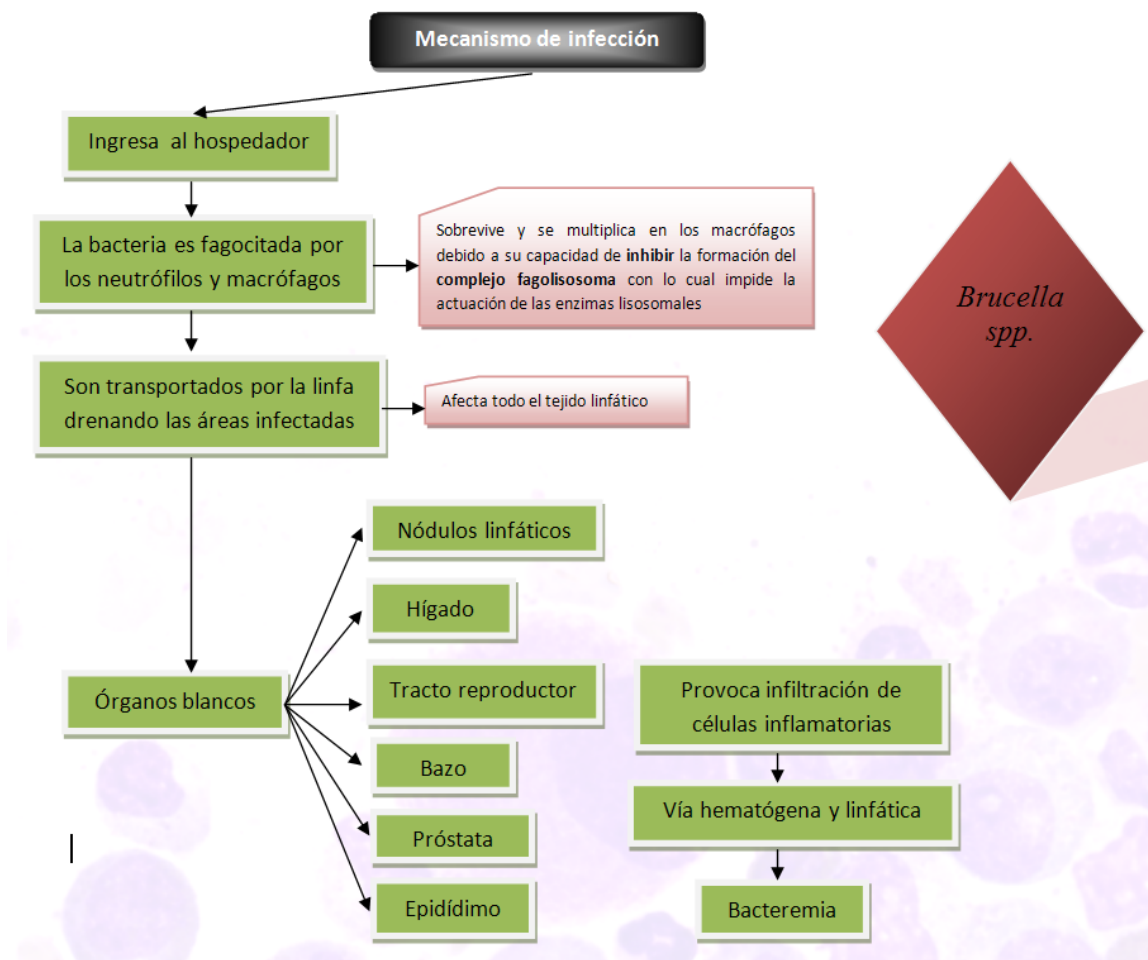 Mecanismo de infección
Ingresa al hospedador
La bacteria es fagocitada por
los neutrófilos y macrófagos
Sobrevive y se multiplica en los macrófagos
debido a su capacidad de inhibir la formación del
complejo fagolisosoma con lo cual impide la
actuación de las enzimas lisosomales
Brucella
spp.
Son transportados por la linfa
drenando las áreas infectadas
Afecta todo el tejido linfático
Órganos blancos
Nódulos linfáticos
Hígado
Tracto reproductor
Bazo
Próstata
Epidídimo
Provoca infiltración de
células inflamatorias
Vía hematógena y linfática
Bacteremia